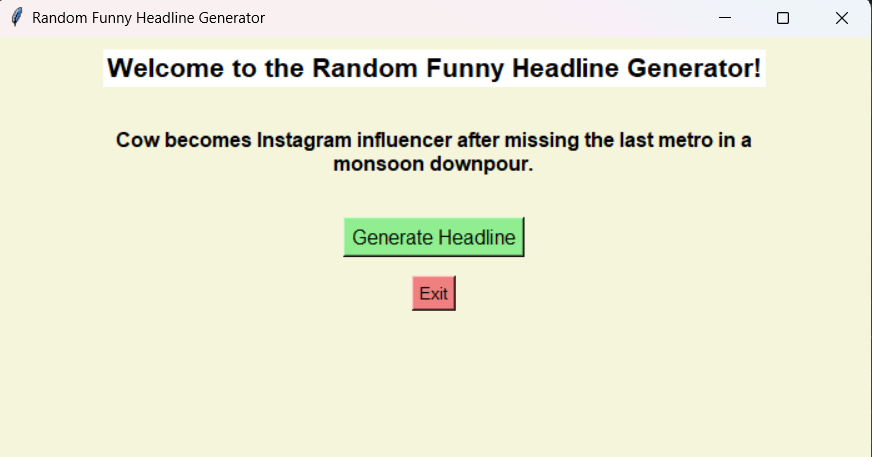 Random Funny Headline Generator
Welcome to the Random Funny Headline Generator!
Cow becomes Instagram influencer after missing the last metro in a
monsoon downpour.
Generate Headline
Exit